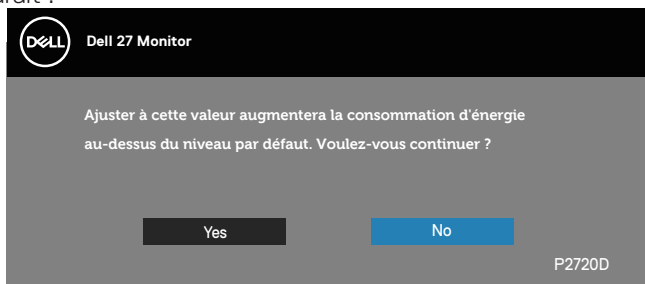 DELL
Dell 27 Monitor
Ajuster à cette valeur augmentera la consommation d'énergie
au-dessus du niveau par défaut. Voulez-vous continuer ?
Yes
No
P2720D